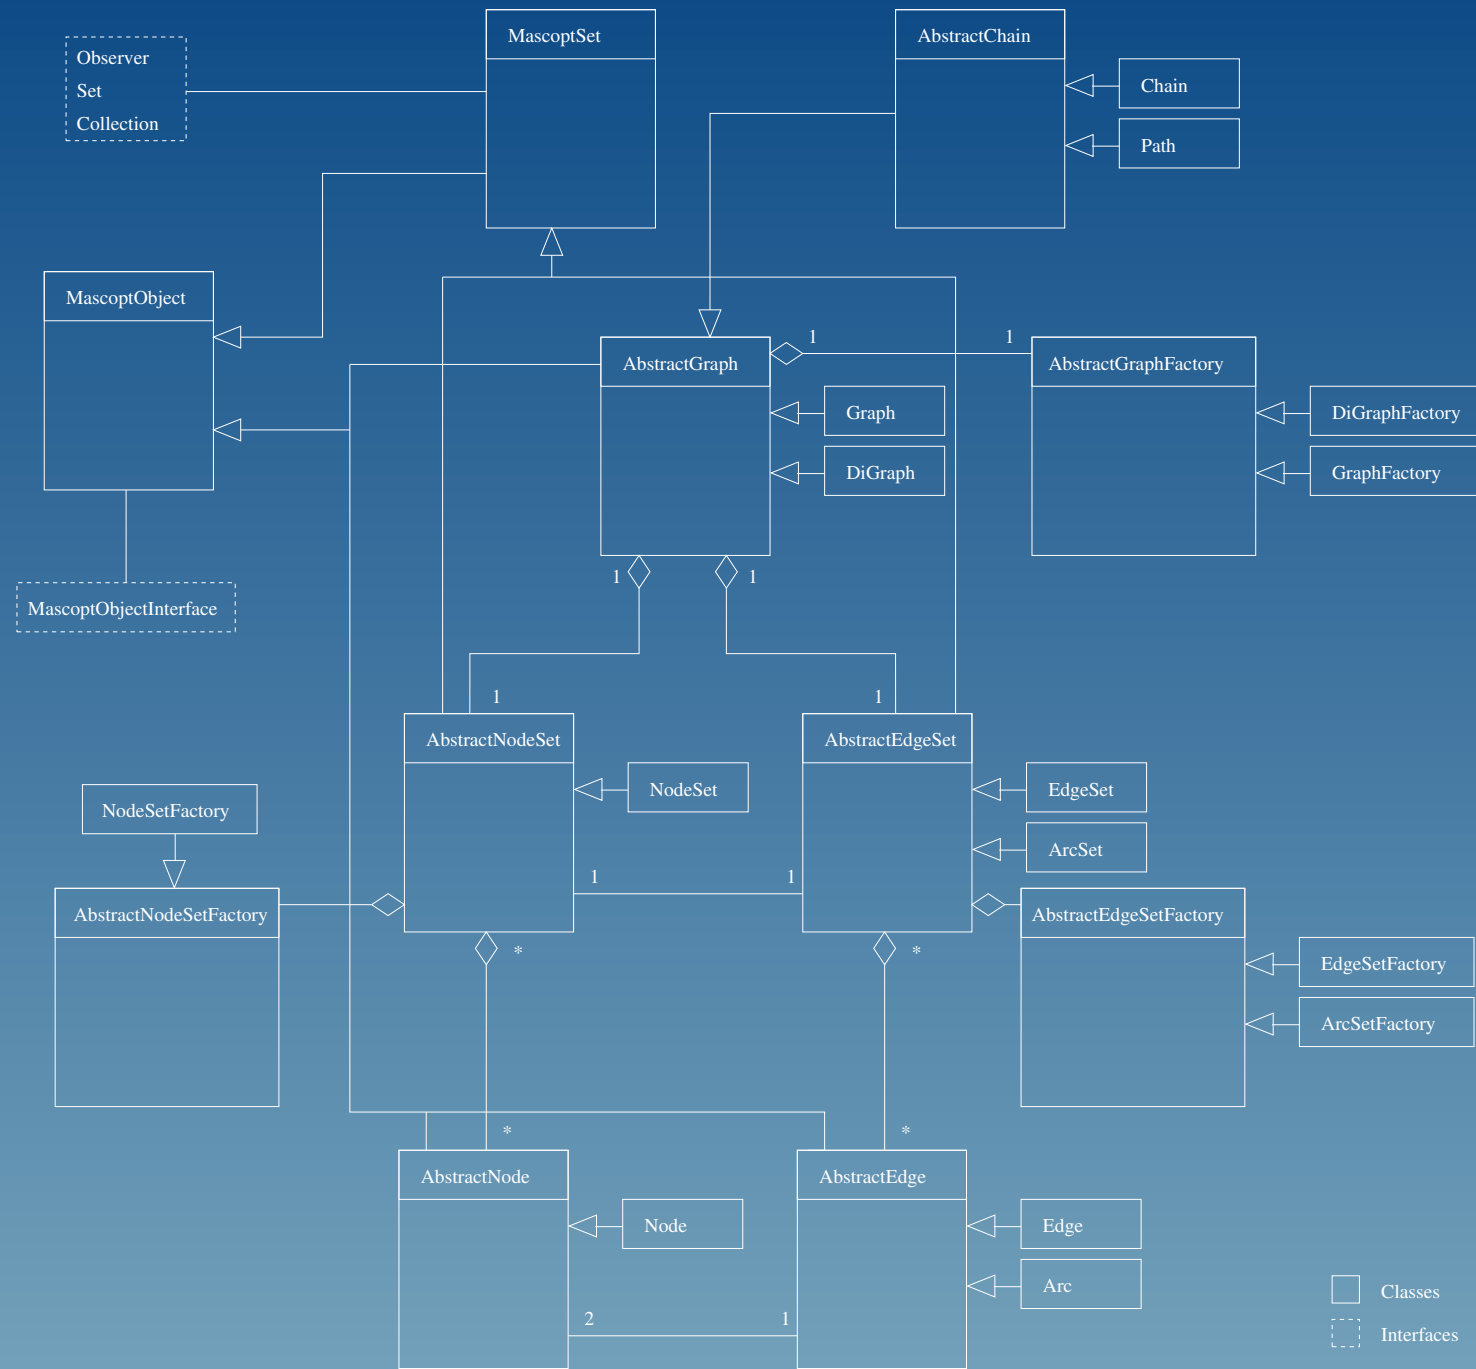 MascoptSet
AbstractChain
Observer
Set
Collection
Chain
Path
MascoptObject
AbstractGraph
1
1
AbstractGraphFactory
Graph
DiGraph
DiGraphFactory
GraphFactory
1
1
MascoptObjectInterface
1
1
AbstractNodeSet
AbstractEdgeSet
NodeSet
EdgeSet
NodeSetFactory
ArcSet
1
1
AbstractNodeSetFactory
AbstractEdgeSetFactory
*
*
EdgeSetFactory
ArcSetFactory
*
*
AbstractNode
AbstractEdge
Node
Edge
Arc
2
1
Classes
Interfaces